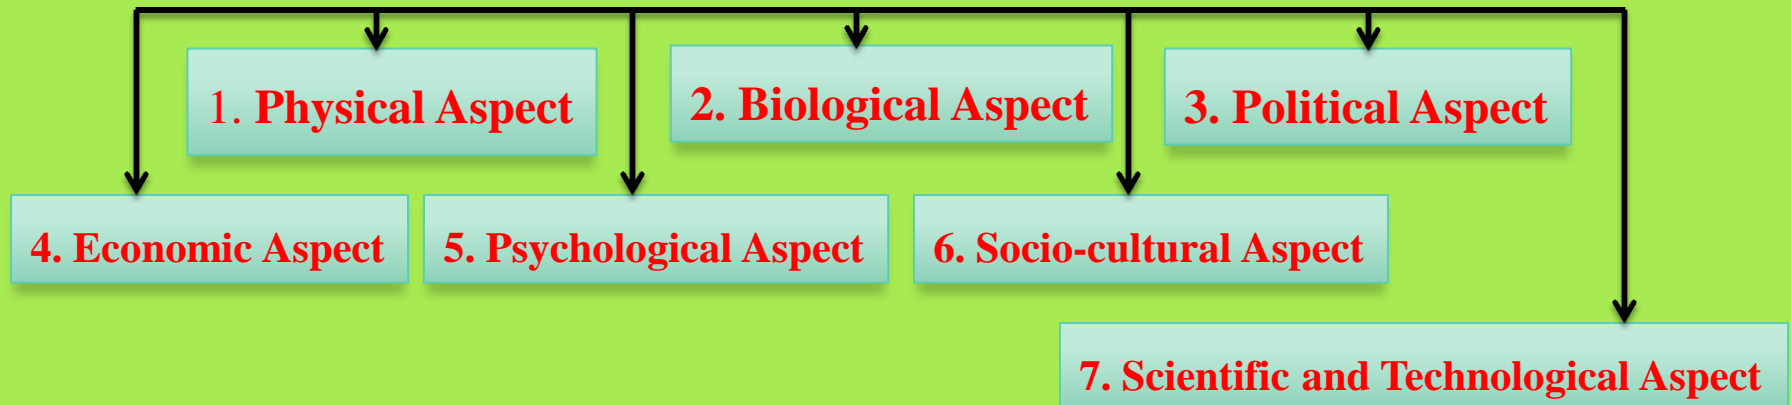 1. Physical Aspect
2. Biological Aspect
3. Political Aspect
4. Economic Aspect
5. Psychological Aspect
6. Socio-cultural Aspect
7. Scientific and Technological Aspect